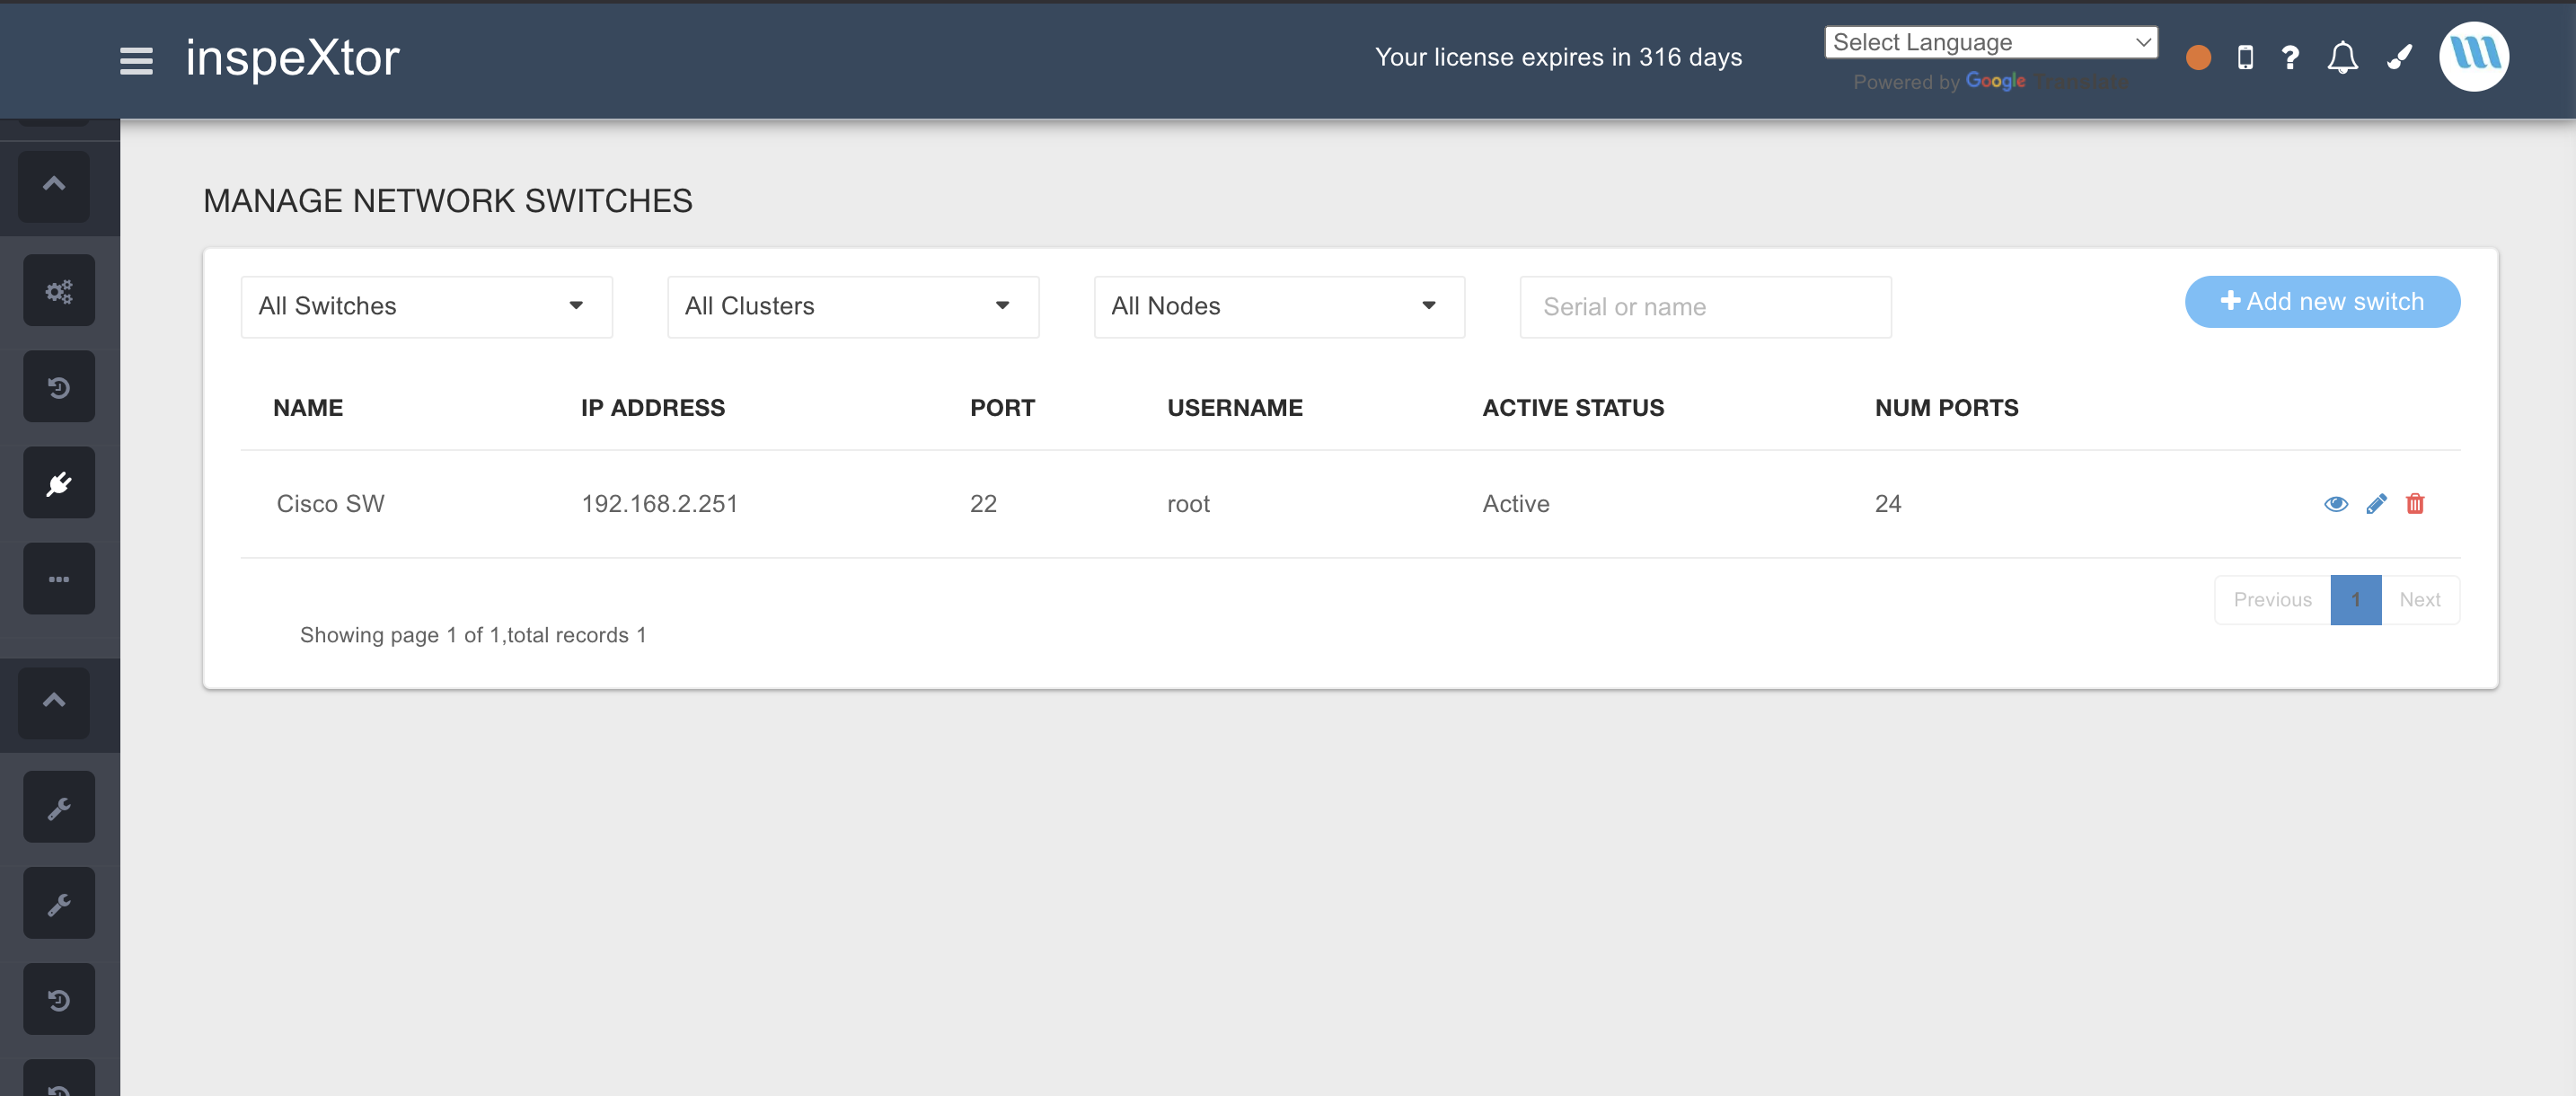 inspeXtor
Your license expires in 316 days
Select Language
Powered by Google Translate
MANAGE NETWORK SWITCHES
All Switches
All Clusters
All Nodes
Serial or name
Add new switch
NAME IP ADDRESS PORT USERNAME ACTIVE STATUS NUM PORTS
Cisco SW 192.168.2.251 22 root Active 24
Previous 1 Next
Showing page 1 of 1,total records 1